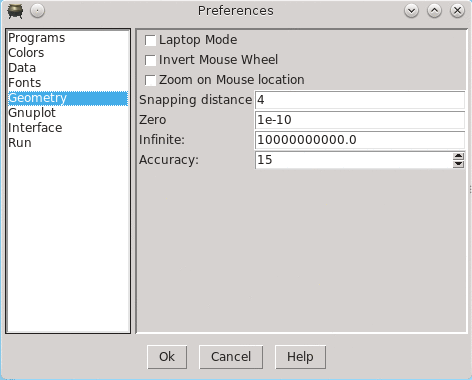 Preferences
Programs
Colors
Data
Fonts
Geometry
Gnuplot
Interface
Run
Laptop Mode
Invert Mouse Wheel
Zoom on Mouse location
Snapping distance 4
Zero 1e-10
Infinite: 10000000000.0
Accuracy: 15
Ok Cancel Help